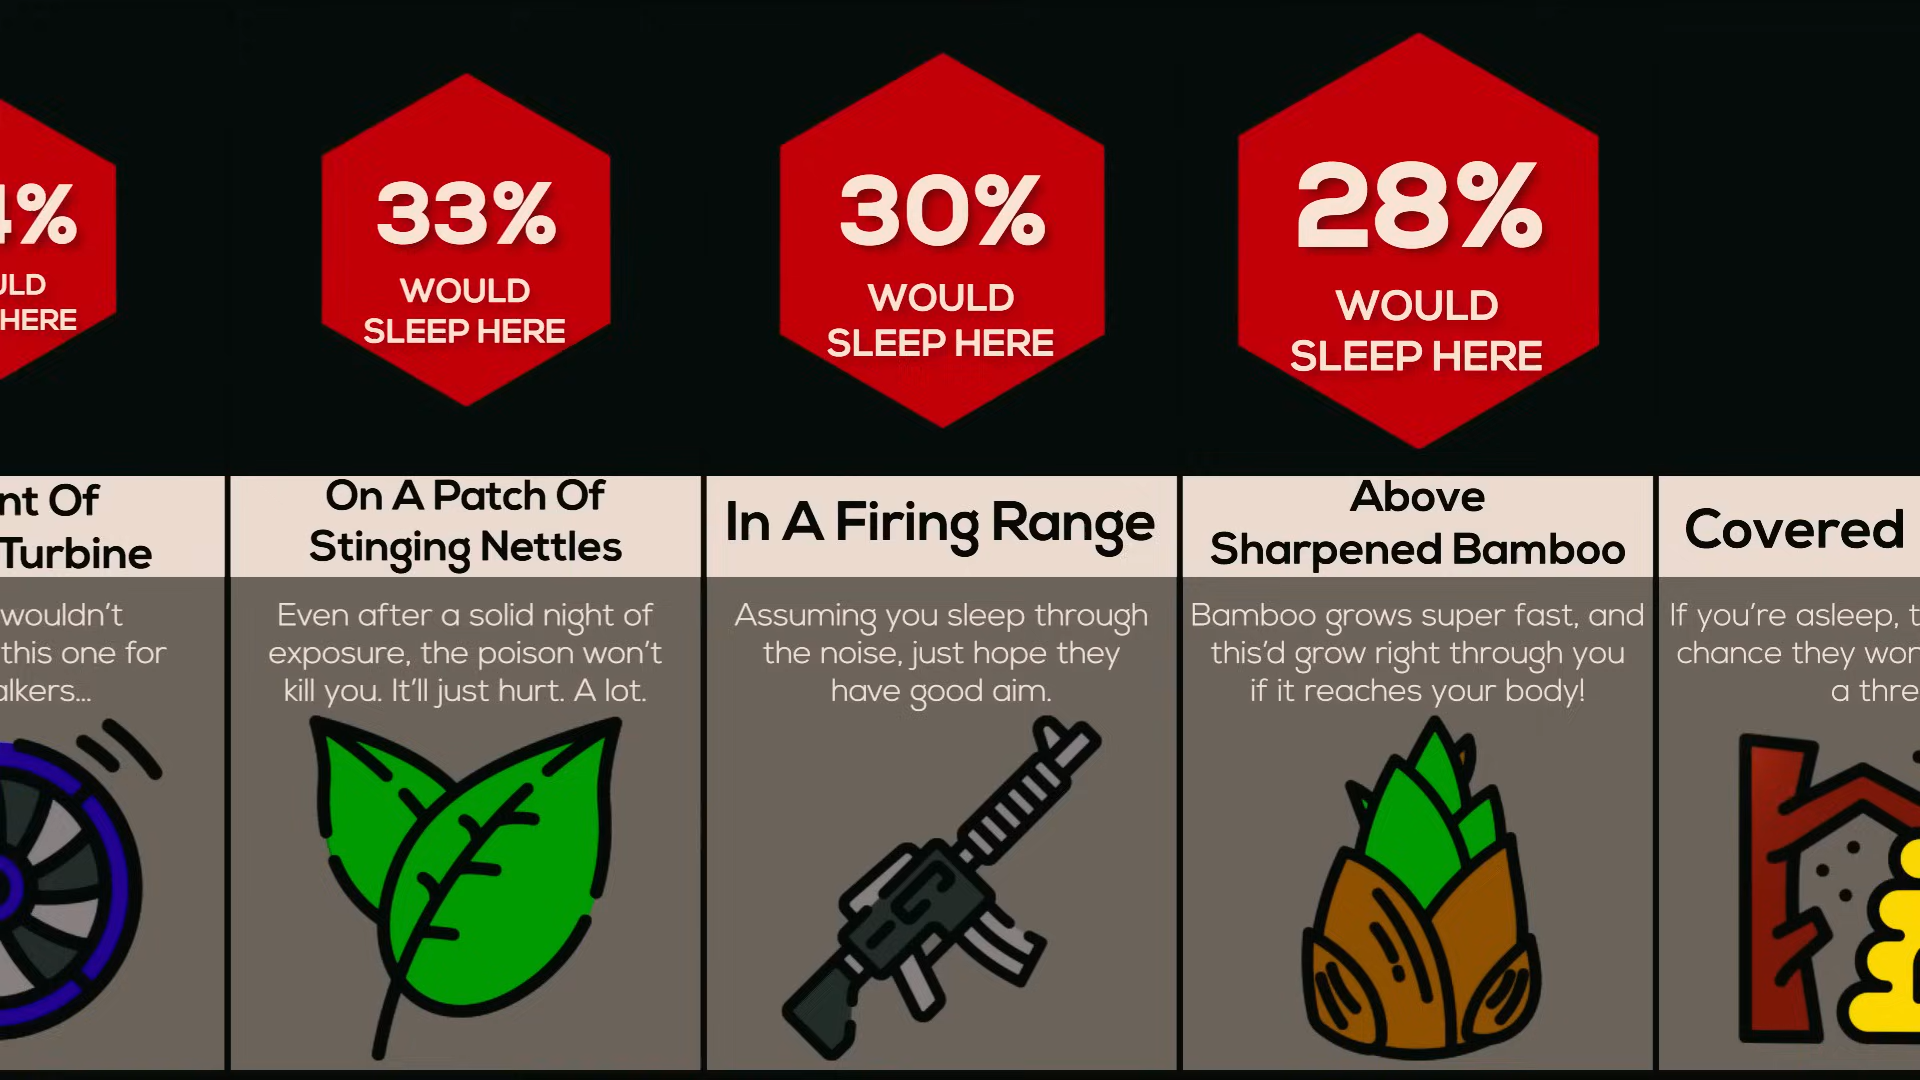 4%
HERE
33%
WOULD
SLEEP HERE
30%
WOULD
SLEEP HERE
28%
WOULD
SLEEP HERE
Of
Turbine
wouldn't
this one for
On A Patch Of
Stinging Nettles
Even after a solid night of
exposure, the poison won't
kill you. It'll just hurt. A lot.
In A Firing Range
Assuming you sleep through
the noise, just hope they
have good aim.
Above
Sharpened Bamboo
Bamboo grows super fast, and
this'd grow right through you
if it reaches your body!
Covered
If you're asleep,
chance they
a